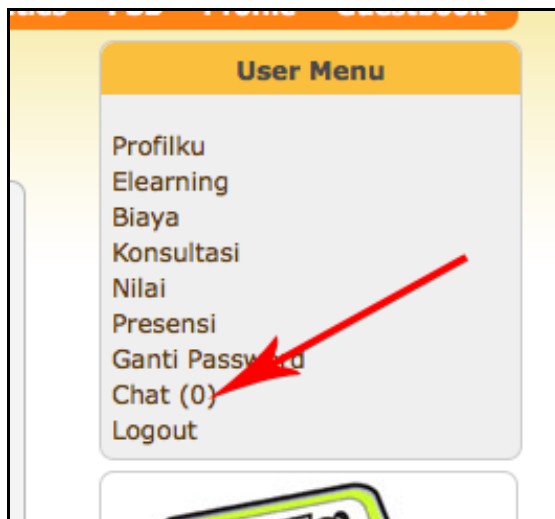 User Menu
Profilku
Elearning
Biaya
Konsultasi
Nilai
Presensi
Ganti Password
Chat (0)
Logout